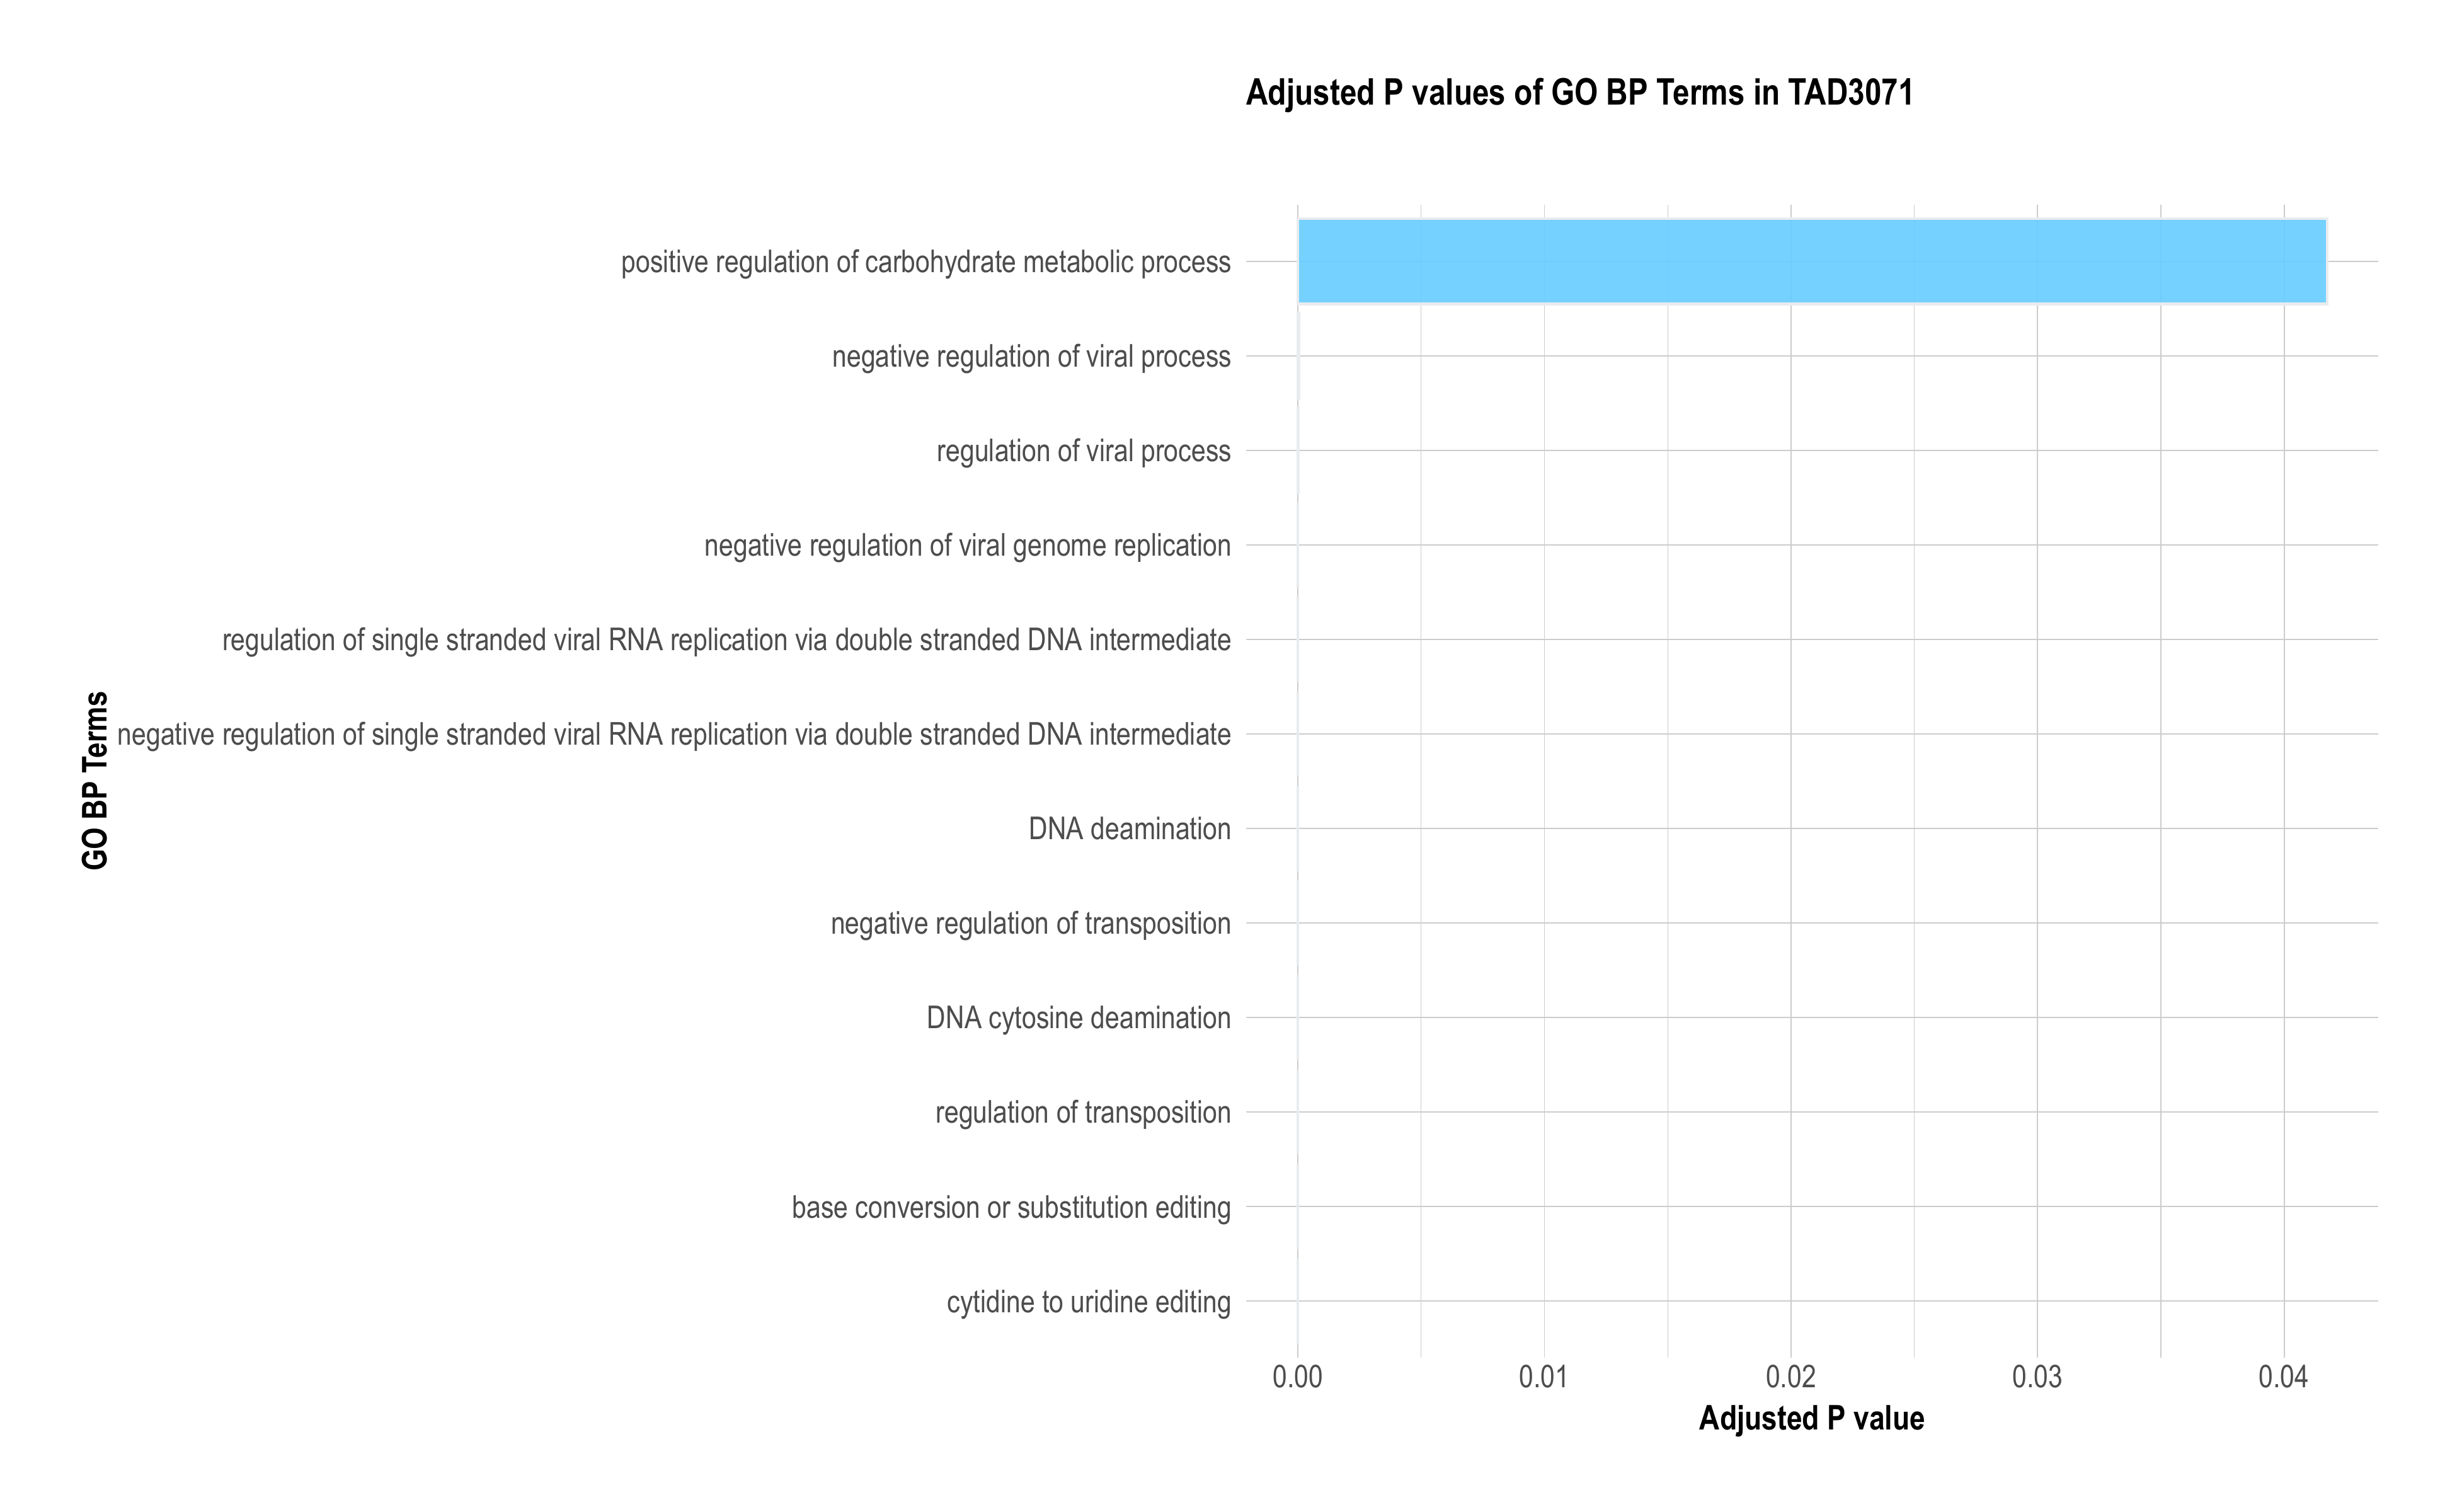 Adjusted P values of GO BP Terms in TAD3071
positive regulation of carbohydrate metabolic process
negative regulation of viral process
regulation of viral process
negative regulation of viral genome replication
regulation of single stranded viral RNA replication via double stranded DNA intermediate
negative regulation of single stranded viral RNA replication via double stranded DNA intermediate
DNA deamination
negative regulation of transposition
DNA cytosine deamination
regulation of transposition
base conversion or substitution editing
cytidine to uridine editing
GO BP Terms
0.00 0.01 0.02 0.03 0.04
Adjusted P value